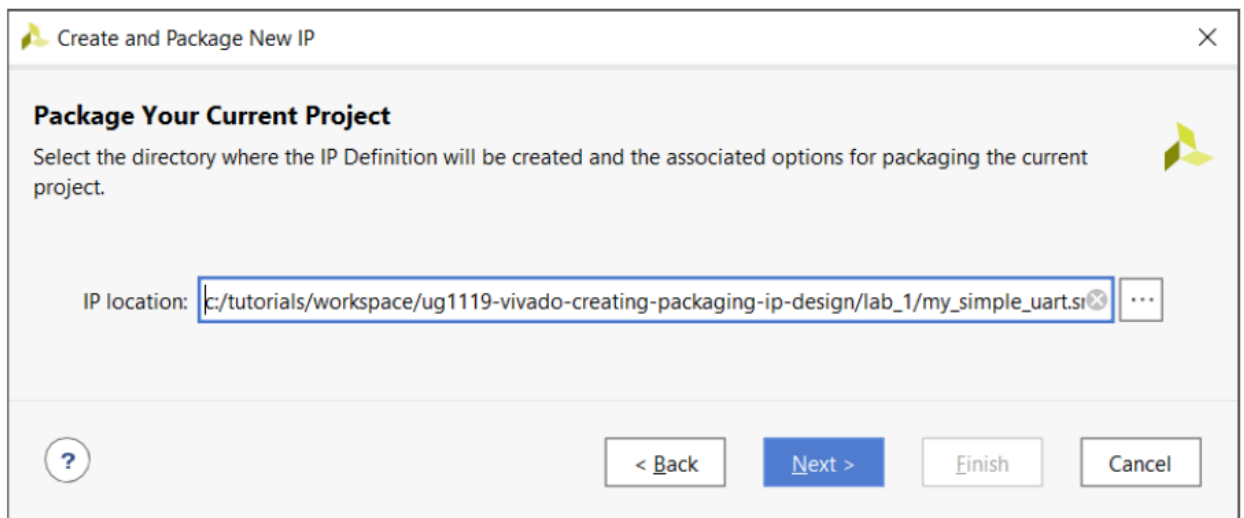 Create and Package New IP
Package Your Current Project
Select the directory where the IP Definition will be created and the associated options for packaging the current
project.
IP location: c:/tutorials/workspace/ug1119-vivado-creating-packaging-ip-design/lab_1/my_simple_uart.sr ...
? < Back Next > Finish Cancel